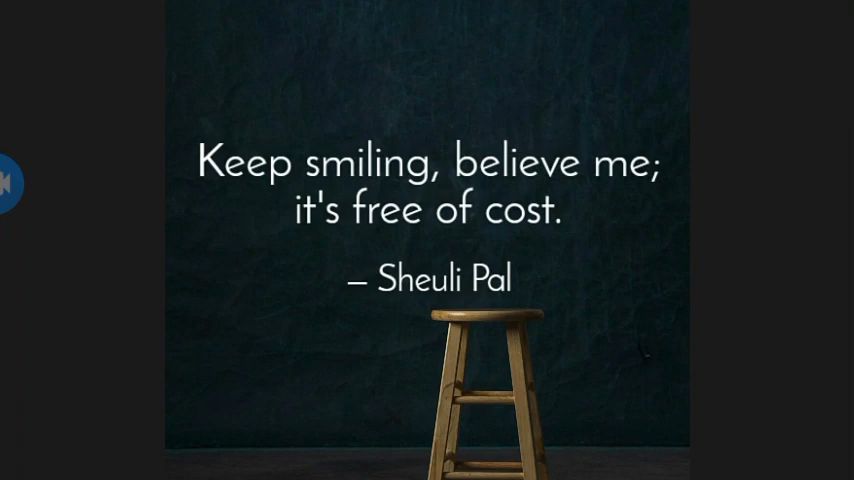 Keep smiling, believe me;
it's free of cost.
– Sheuli Pal